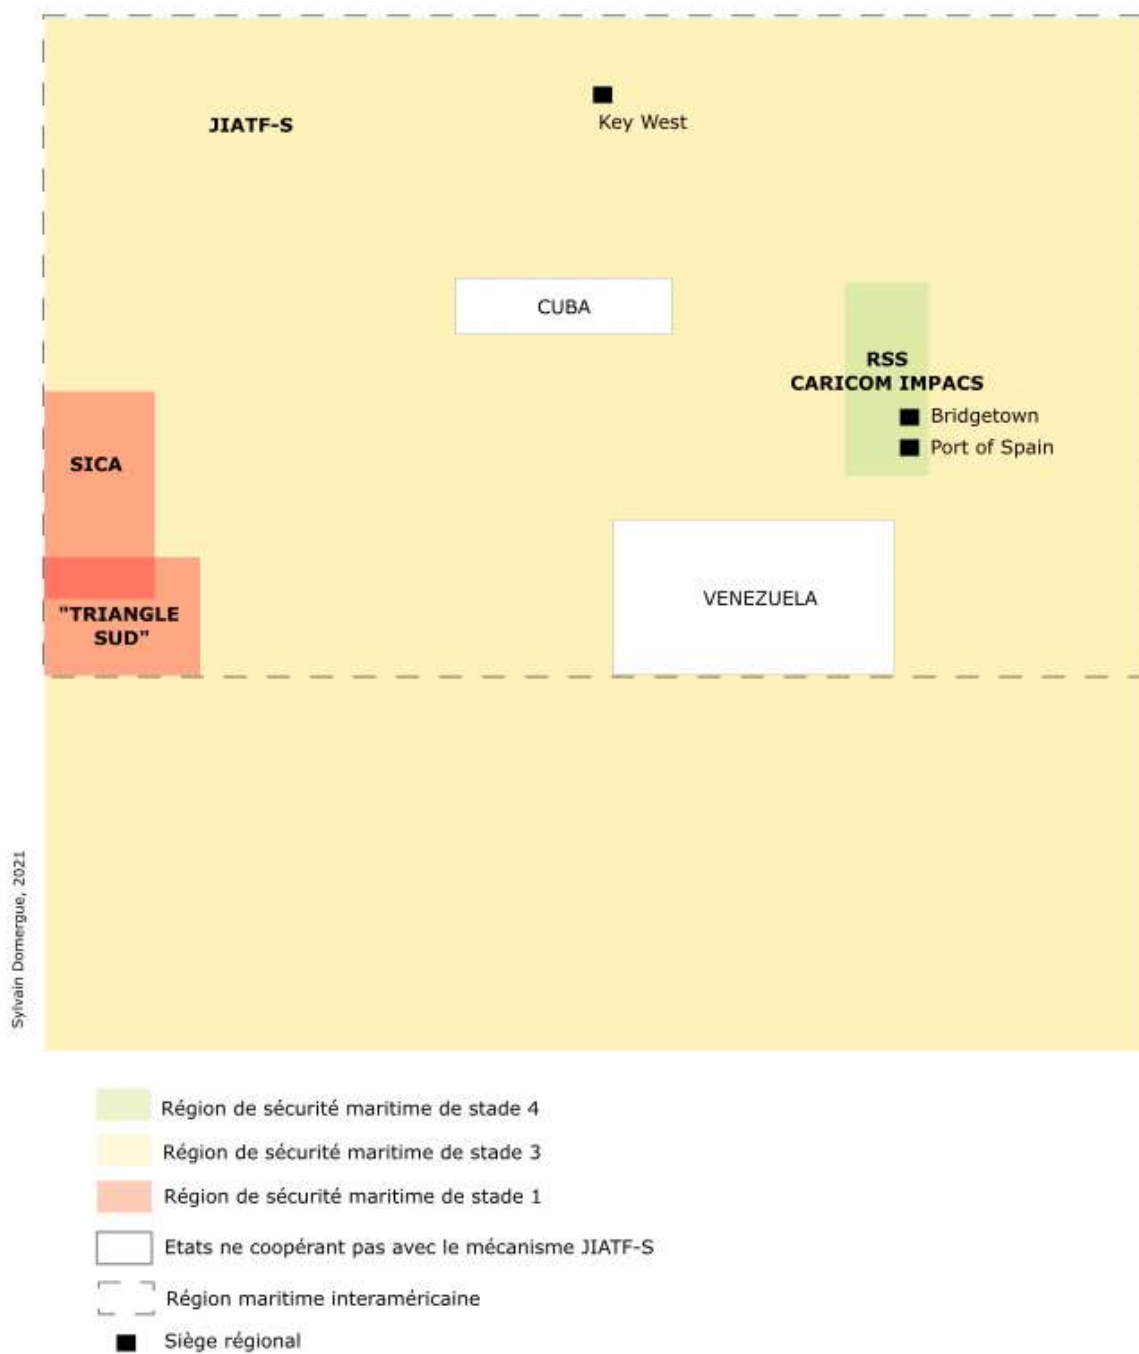 JIATF-S
Key West
CUBA
RSS
CARICOM IMPACS
Bridgetown
Port of Spain
SICA
"TRIANGLE
SUD"
VENEZUELA
Sylvain Domergue, 2021
Région de sécurité maritime de stade 4
Région de sécurité maritime de stade 3
Région de sécurité maritime de stade 1
Etats ne coopérant pas avec le mécanisme JIATF-S
Région maritime interaméricaine
Siège régional